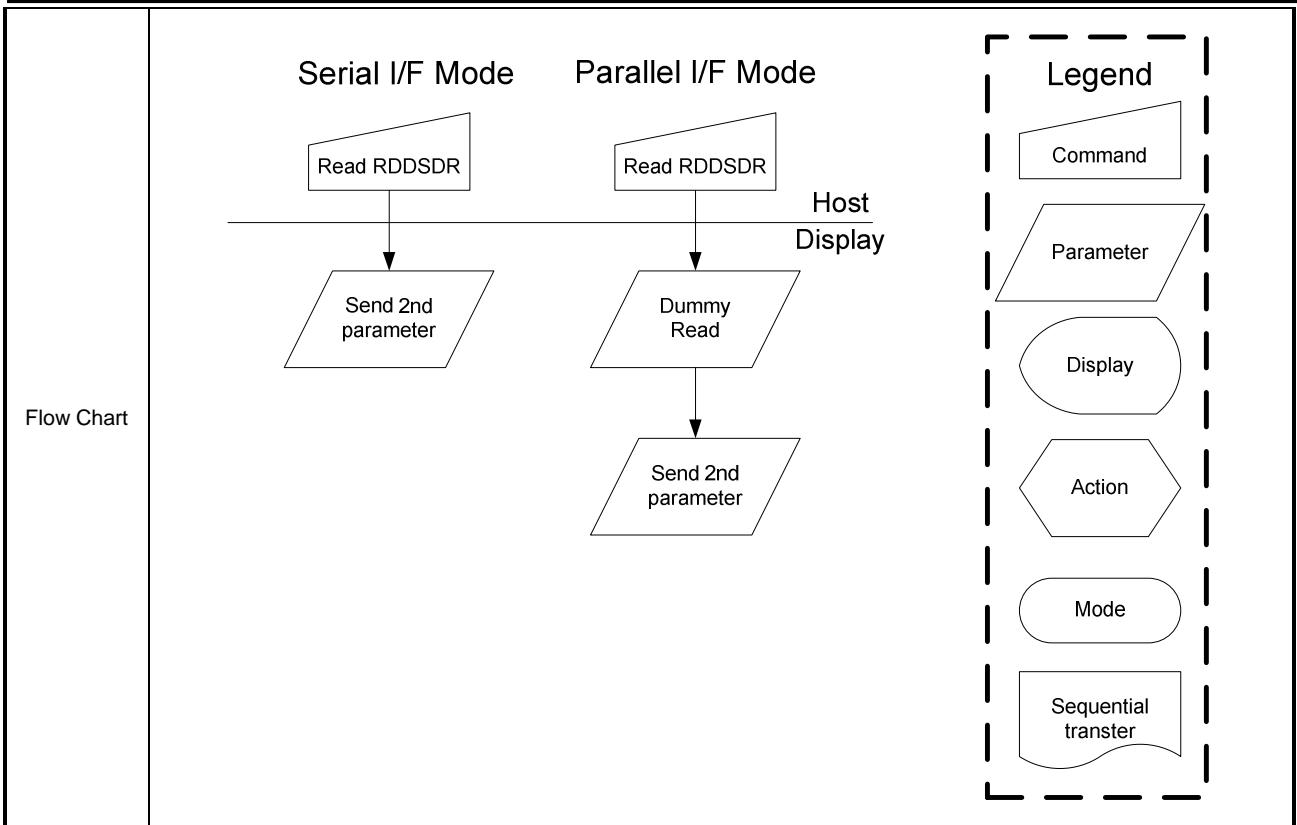 Flow Chart
Serial I/F Mode
Parallel I/F Mode
Read RDDSDR
Read RDDSDR
Host
Display
Send 2nd
parameter
Dummy
Read
Send 2nd
parameter
Legend
Command
Parameter
Display
Action
Mode
Sequential
transter